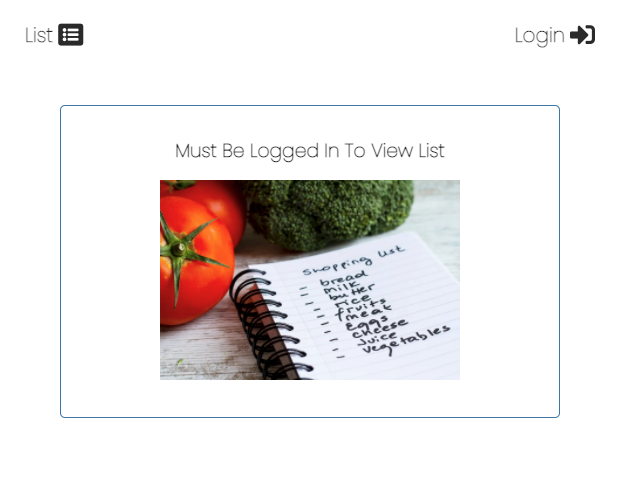 List
Login
Must Be Logged In To View List
Shopping List
- bread
- milk
- butter
- rice
- fruits
- meat
- Eggs
- cheese
- Juice
- vegetables